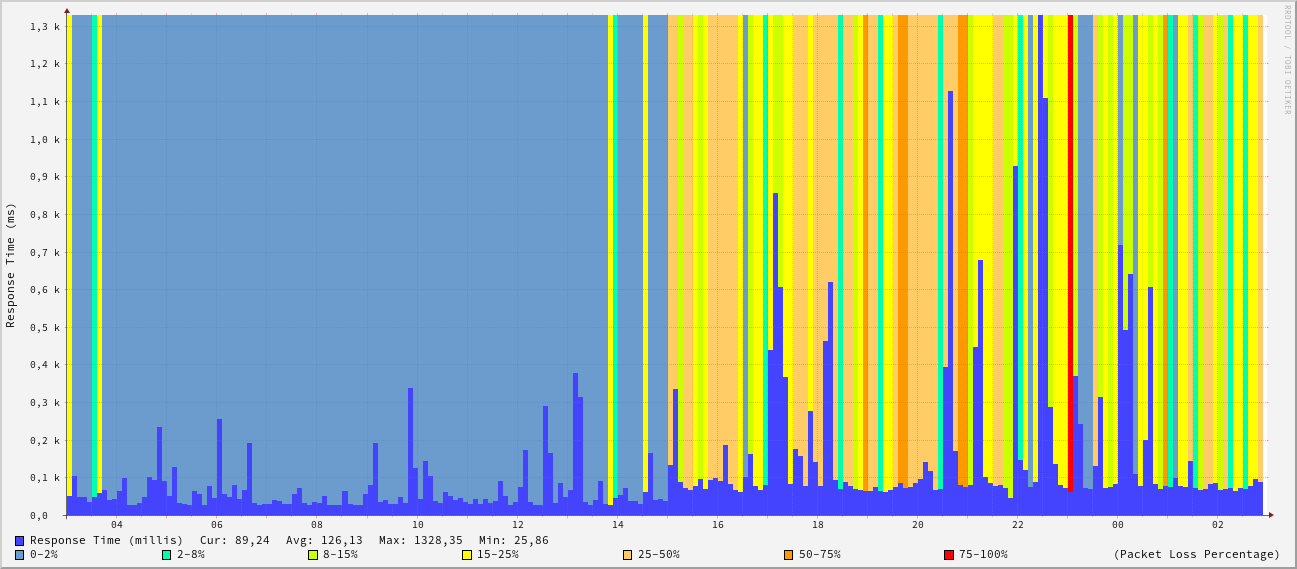 RRDTOOL / TOBI OETIKER
Response Time (ms)
1,3 k
1,2 k
1,1 k
1,0 k
0,9 k
0,8 k
0,7 k
0,6 k
0,5 k
0,4 k
0,3 k
0,2 k
0,1 k
0,0
04 06 08 10 12 14 16 18 20 22 00 02
Response Time (millis) Cur: 89,24 Avg: 126,13 Max: 1328,35 Min: 25,86
0-2% 2-8% 8-15% 15-25% 25-50% 50-75% 75-100% (Packet Loss Percentage)